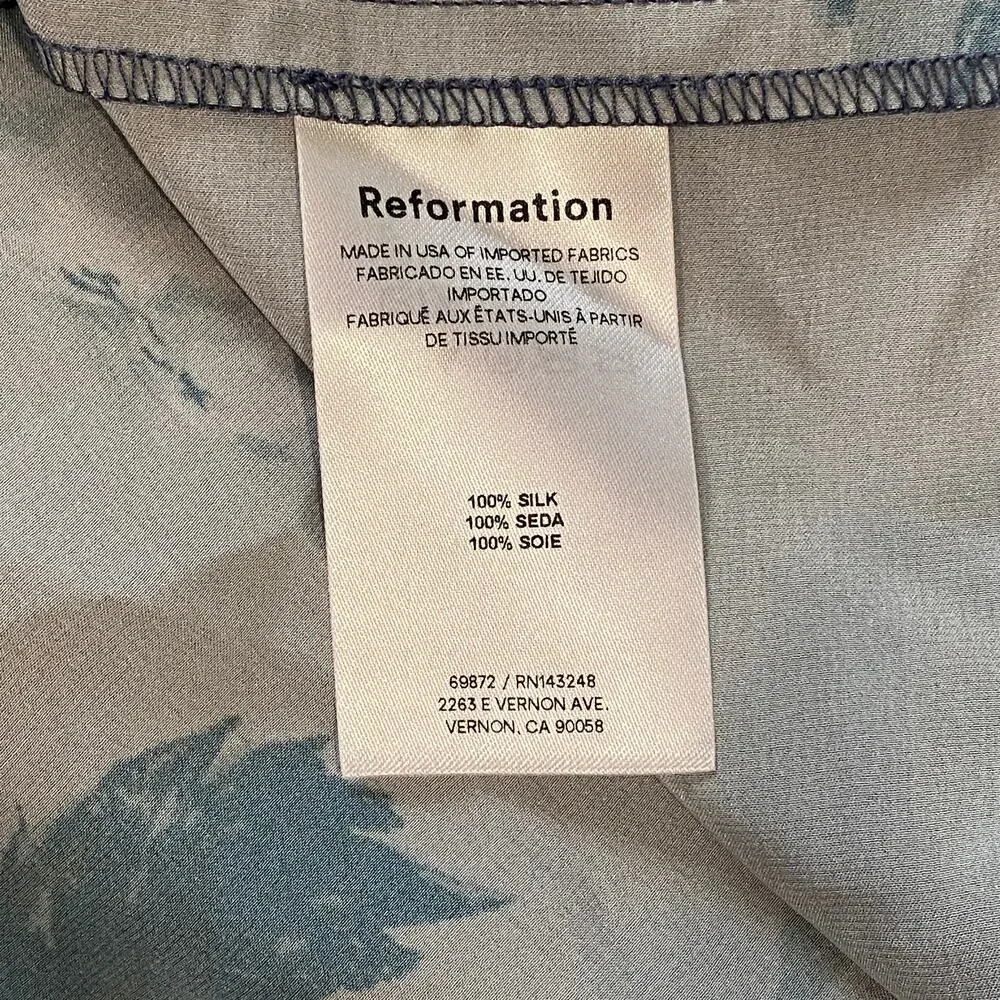 Reformation
MADE IN USA OF IMPORTED FABRICS
FABRICADO EN EE. UU. DE TEJIDO
IMPORTADO
FABRIQUÉ AUX ÉTATS-UNIS À PARTIR
DE TISSU IMPORTÉ
100% SILK
100% SEDA
100% SOIE
69872 / RN143248
2263 E VERNON AVE.
VERNON, CA 90058